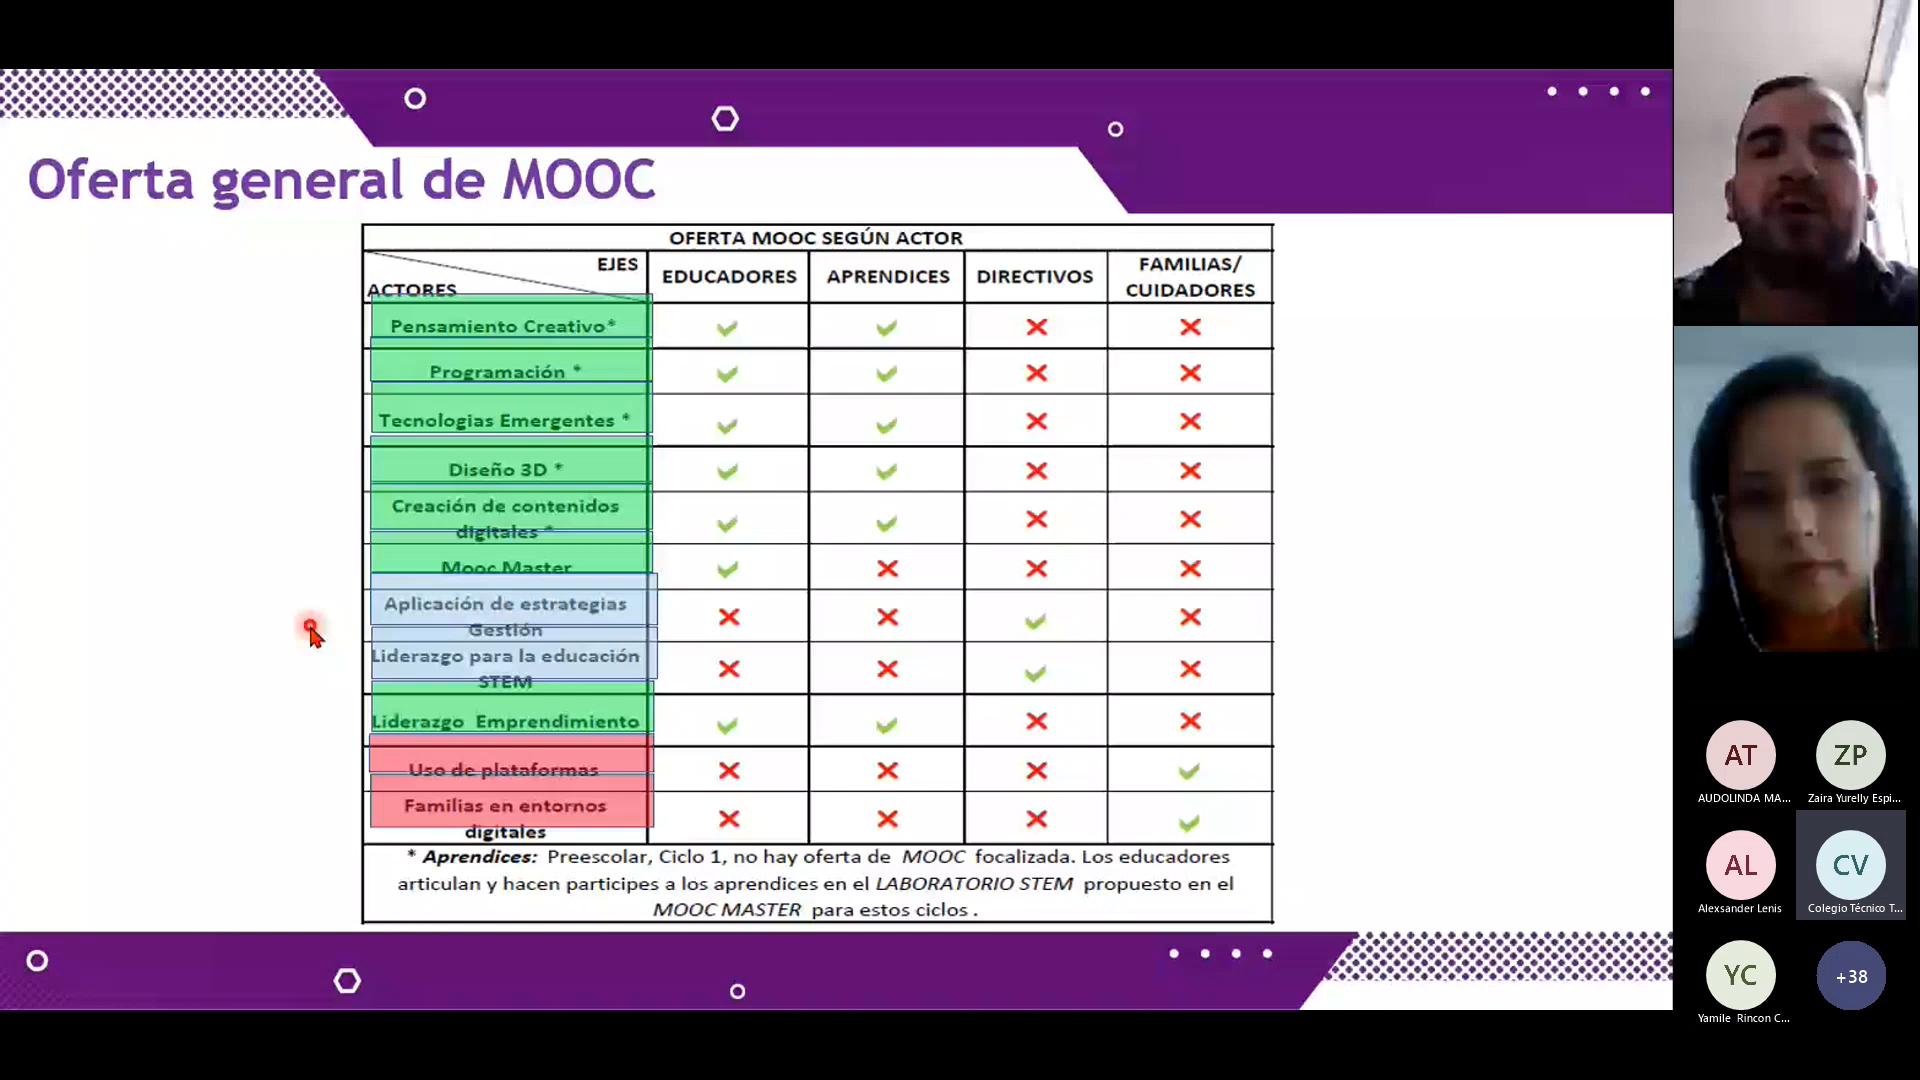 Oferta general de MOOC
OFERTA MOOC SEGÚN ACTOR
EJES
ACTORES
EDUCADORES
APRENDICES
DIRECTIVOS
FAMILIAS/
CUIDADORES
Pensamiento Creativo*
Programación *
Tecnologias Emergentes *
Diseño 3D *
Creación de contenidos
digitales *
Mooc Master
Aplicación de estrategias
Gestión
Liderazgo para la educación
STEM
Liderazgo Emprendimiento
Uso de plataformas
Familias en entornos
digitales
* Aprendices: Preescolar, Ciclo 1, no hay oferta de MOOC focalizada. Los educadores
articulan y hacen participes a los aprendices en el LABORATORIO STEM propuesto en el
MOOC MASTER para estos ciclos .
AT
AUDOLINDA MA...
ZP
Zaira Yurelly Espi...
AL
Alexsander Lenis
CV
Colegio Técnico T...
YC
Yamile Rincon C...
+38